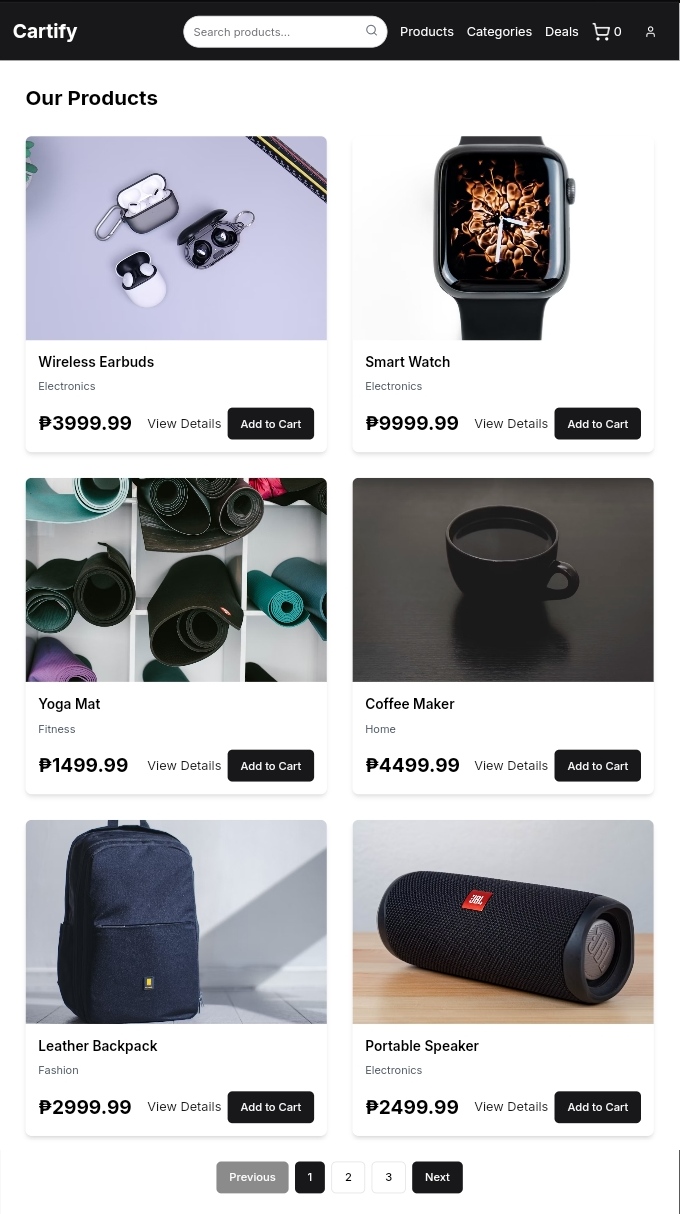 Cartify
Search products...
Products
Categories
Deals
0
Our Products
Wireless Earbuds
Electronics
₱3999.99
View Details
Add to Cart
Smart Watch
Electronics
₱9999.99
View Details
Add to Cart
Yoga Mat
Fitness
₱1499.99
View Details
Add to Cart
Coffee Maker
Home
₱4499.99
View Details
Add to Cart
Leather Backpack
Fashion
₱2999.99
View Details
Add to Cart
JBL
Portable Speaker
Electronics
₱2499.99
View Details
Add to Cart
Previous
1
2
3
Next